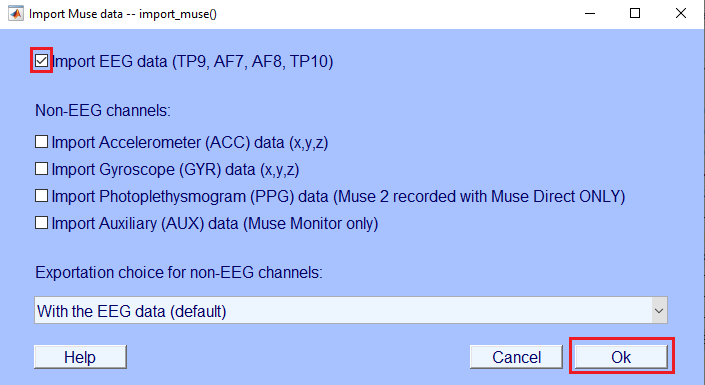 Import Muse data -- import_muse()
Import EEG data (TP9, AF7, AF8, TP10)
Non-EEG channels:
Import Accelerometer (ACC) data (x,y,z)
Import Gyroscope (GYR) data (x,y,z)
Import Photoplethysmogram (PPG) data (Muse 2 recorded with Muse Direct ONLY)
Import Auxiliary (AUX) data (Muse Monitor only)
Exportation choice for non-EEG channels:
With the EEG data (default)
Help Cancel Ok